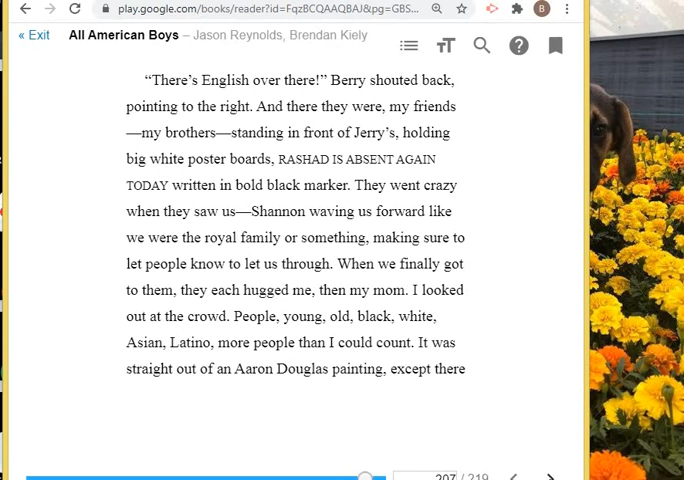 play.google.com/books/reader?id=FqzBCQAAQBAJ&pg=GBS... B
« Exit All American Boys – Jason Reynolds, Brendan Kiely
“There’s English over there!” Berry shouted back,
pointing to the right. And there they were, my friends
—my brothers—standing in front of Jerry’s, holding
big white poster boards, RASHAD IS ABSENT AGAIN
TODAY written in bold black marker. They went crazy
when they saw us—Shannon waving us forward like
we were the royal family or something, making sure to
let people know to let us through. When we finally got
to them, they each hugged me, then my mom. I looked
out at the crowd. People, young, old, black, white,
Asian, Latino, more people than I could count. It was
straight out of an Aaron Douglas painting, except there
207 / 219